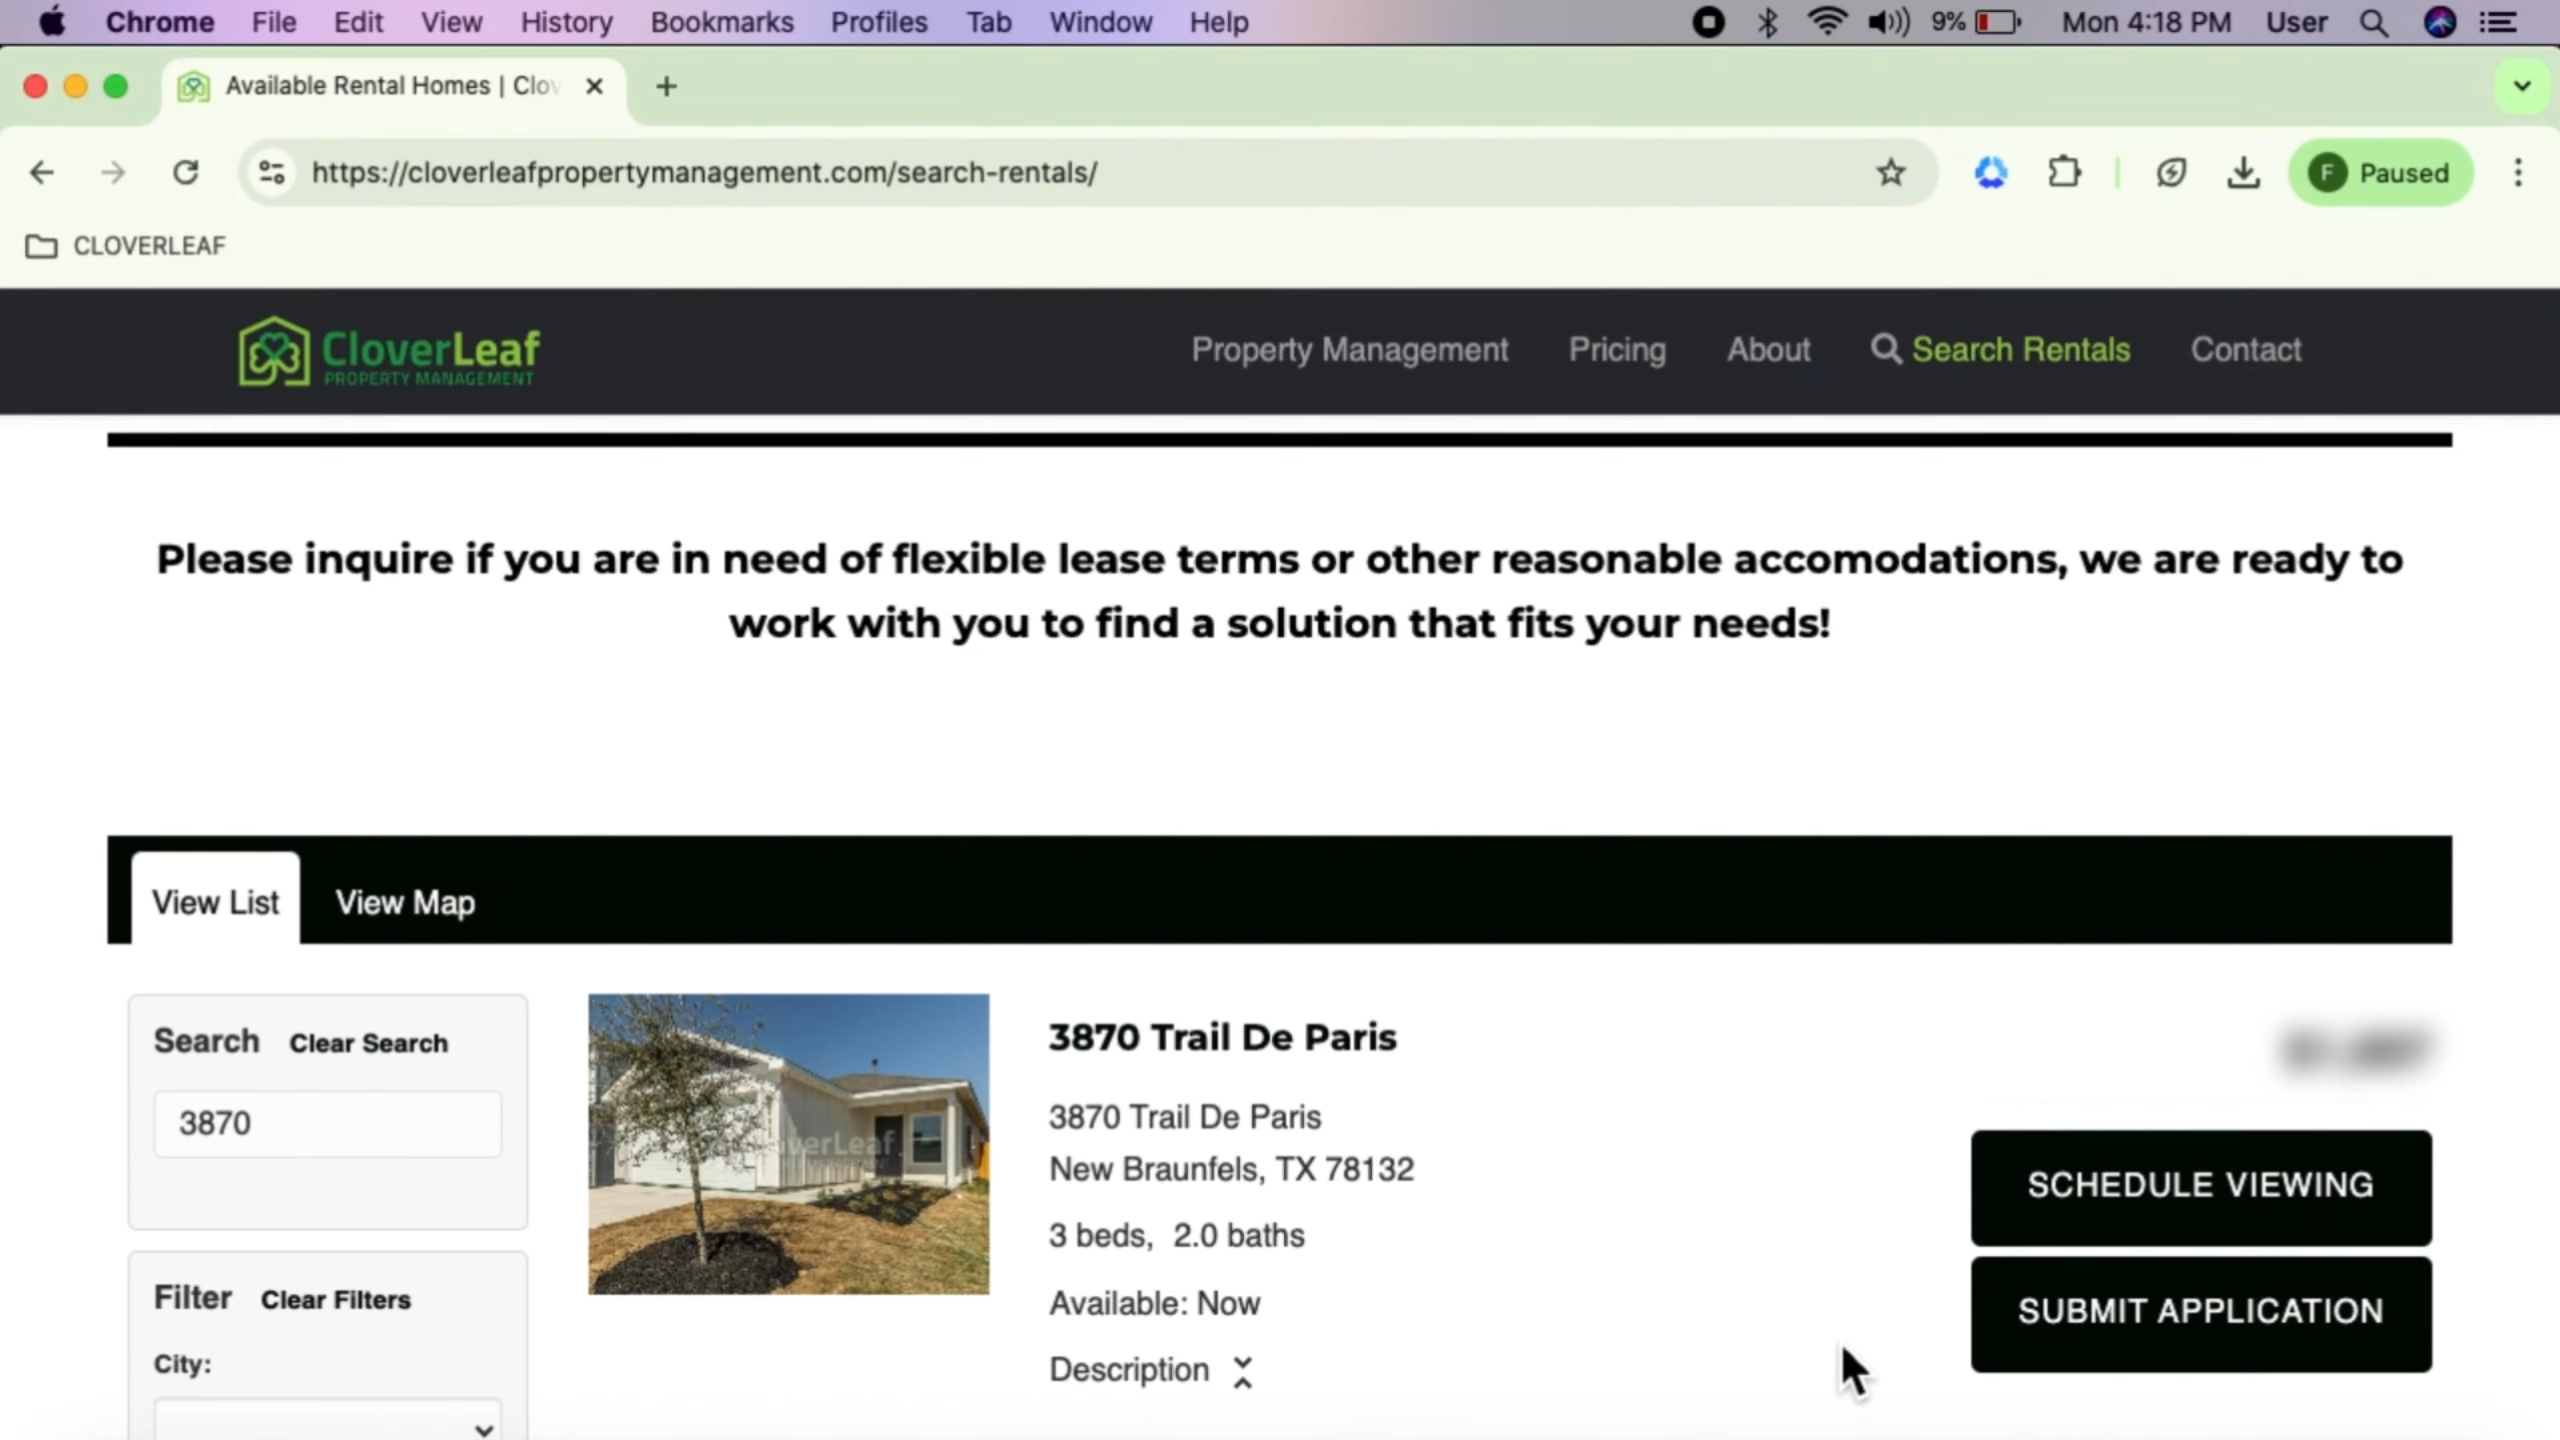 Chrome File Edit View History Bookmarks Profiles Tab Window Help 9% Mon 4:18 PM User
Available Rental Homes | Clov
https://cloverleafpropertymanagement.com/search-rentals/ F Paused
CLOVERLEAF
CloverLeaf
PROPERTY MANAGEMENT
Property Management Pricing About Search Rentals Contact
Please inquire if you are in need of flexible lease terms or other reasonable accomodations, we are ready to
work with you to find a solution that fits your needs!
View List View Map
Search Clear Search
3870
Filter Clear Filters
City:
3870 Trail De Paris
3870 Trail De Paris
New Braunfels, TX 78132
3 beds, 2.0 baths
Available: Now
Description
SCHEDULE VIEWING
SUBMIT APPLICATION